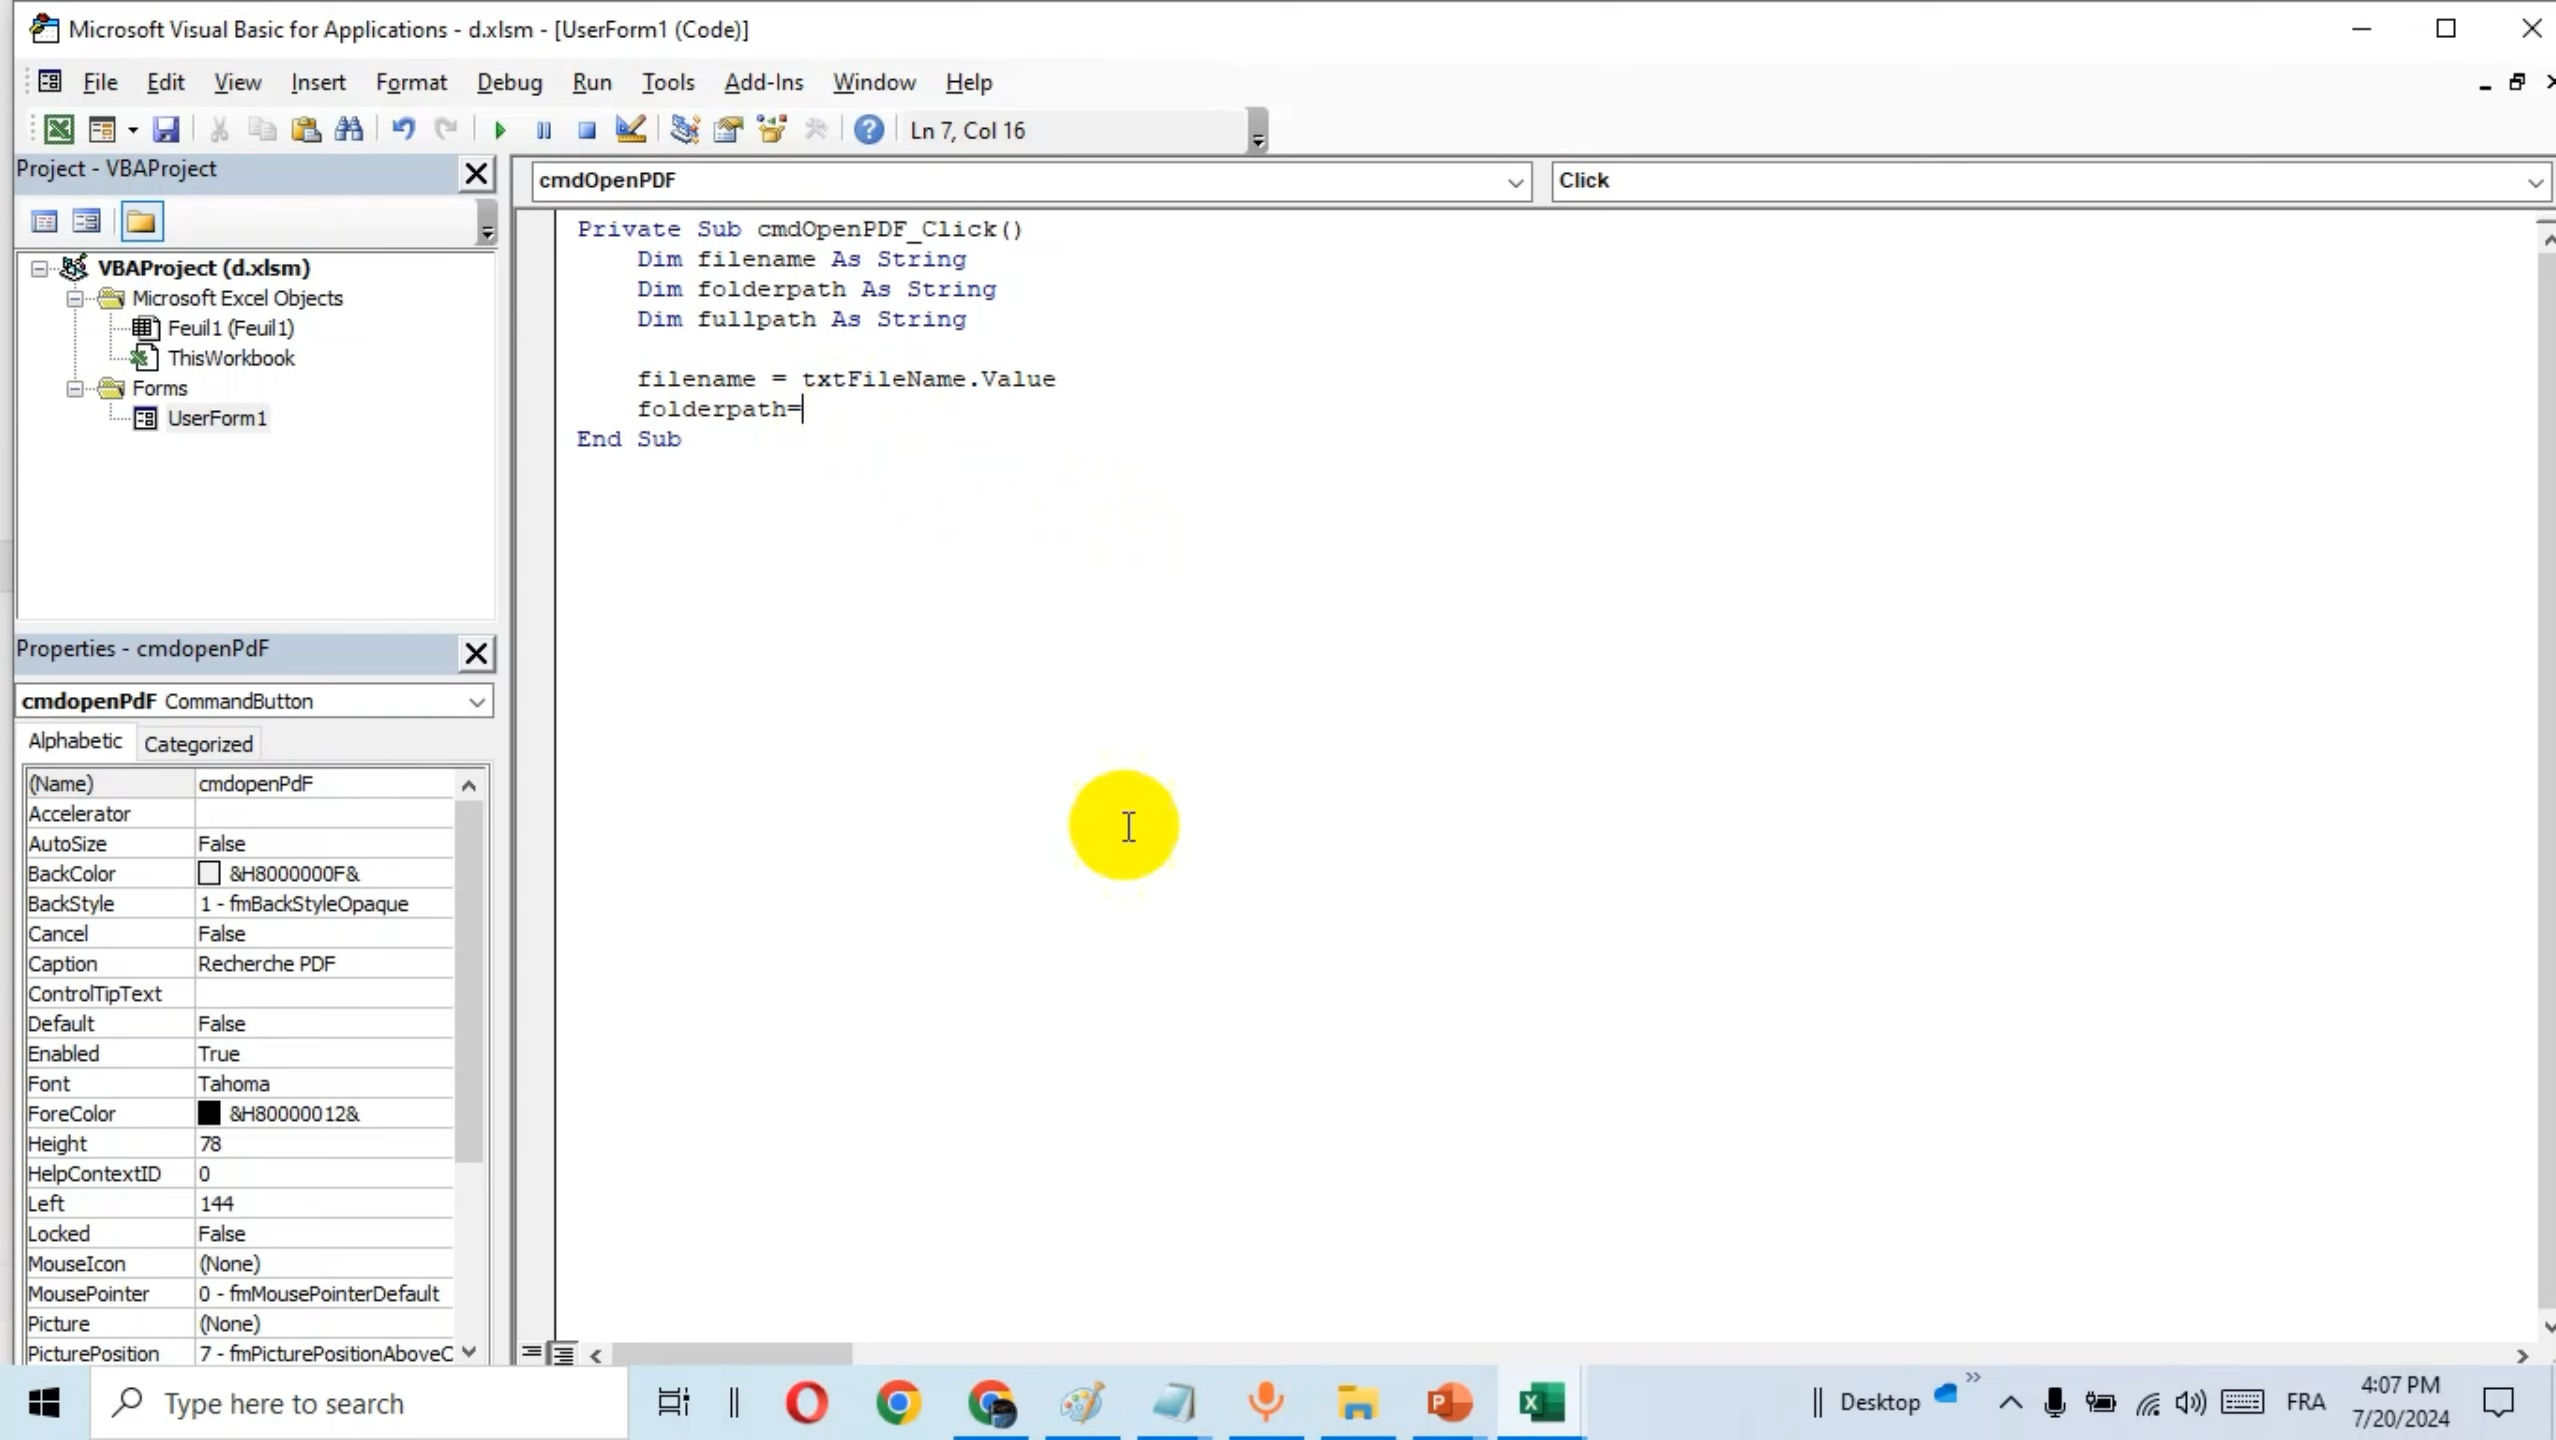 Microsoft Visual Basic for Applications - d.xlsm - [UserForm1 (Code)]
File Edit View Insert Format Debug Run Tools Add-Ins Window Help
Ln 7, Col 16
Project - VBAProject
VBAProject (d.xlsm)
Microsoft Excel Objects
Feuil1 (Feuil1)
ThisWorkbook
Forms
UserForm1
cmdOpenPDF
Click
Private Sub cmdOpenPDF_Click()
Dim filename As String
Dim folderpath As String
Dim fullpath As String
filename = txtFileName.Value
folderpath=
End Sub
Properties - cmdopenPdF
cmdopenPdF CommandButton
Alphabetic Categorized
(Name) cmdopenPdF
Accelerator
AutoSize False
BackColor &H8000000F&
BackStyle 1 - fmBackStyleOpaque
Cancel False
Caption Recherche PDF
ControlTipText
Default False
Enabled True
Font Tahoma
ForeColor &H80000012&
Height 78
HelpContextID 0
Left 144
Locked False
MouseIcon (None)
MousePointer 0 - fmMousePointerDefault
Picture (None)
PicturePosition 7 - fmPicturePositionAboveC
Type here to search
Desktop
FRA
4:07 PM
7/20/2024